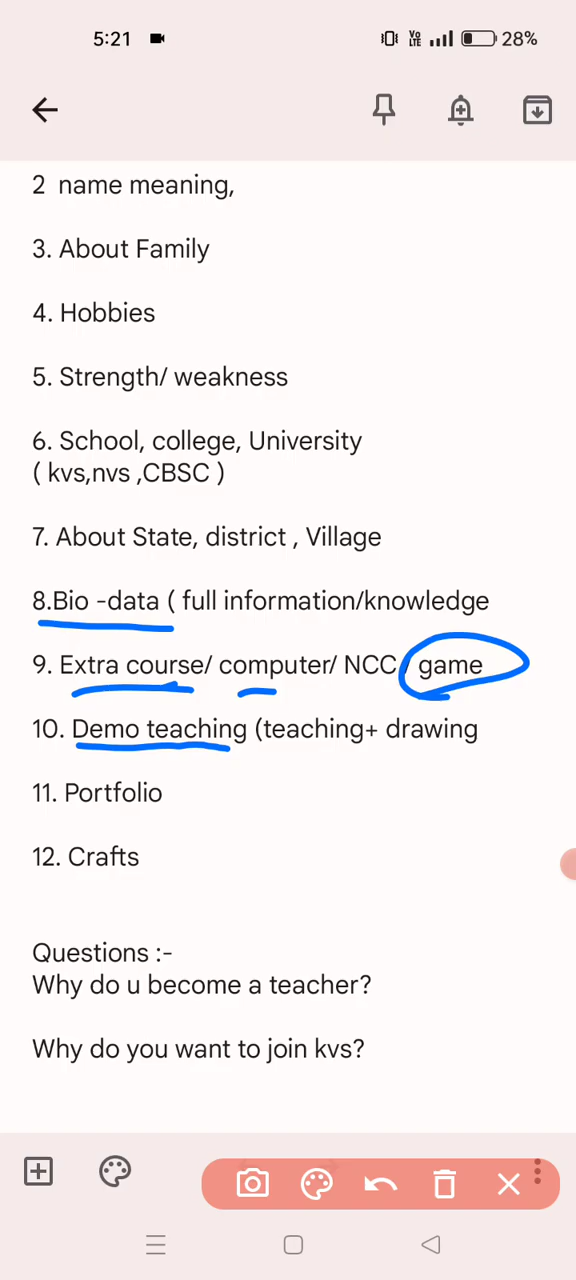 5:21
Vo LTE 28%
2 name meaning,
3. About Family
4. Hobbies
5. Strength/ weakness
6. School, college, University
( kvs,nvs ,CBSC )
7. About State, district , Village
8.Bio -data ( full information/knowledge
9. Extra course/ computer/ NCC/ game
10. Demo teaching (teaching+ drawing
11. Portfolio
12. Crafts
Questions :-
Why do u become a teacher?
Why do you want to join kvs?